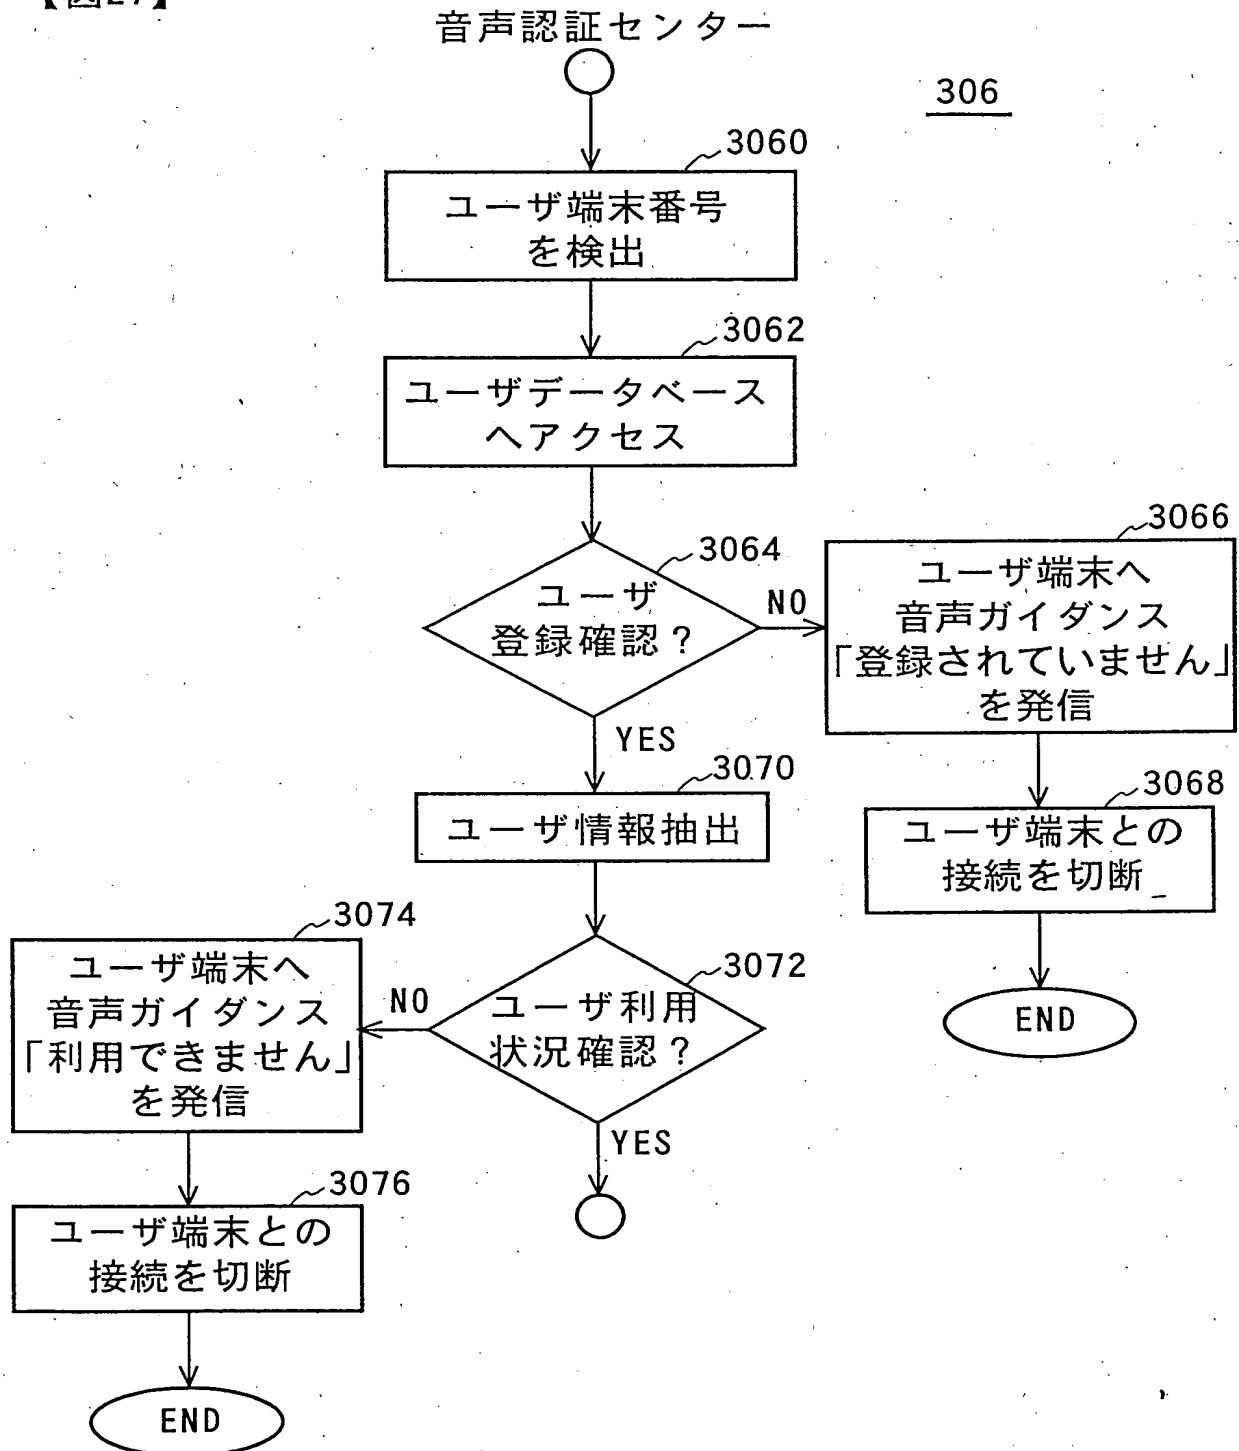 【図27】
音声認証センター
306
3060
ユーザ端末番号
を検出
3062
ユーザデータベース
へアクセス
3064
ユーザ
登録確認？
NO
YES
3066
ユーザ端末へ
音声ガイダンス
「登録されていません」
を発信
3068
ユーザ端末との
接続を切断
END
3070
ユーザ情報抽出
3072
ユーザ利用
状況確認？
NO
YES
3074
ユーザ端末へ
音声ガイダンス
「利用できません」
を発信
3076
ユーザ端末との
接続を切断
END